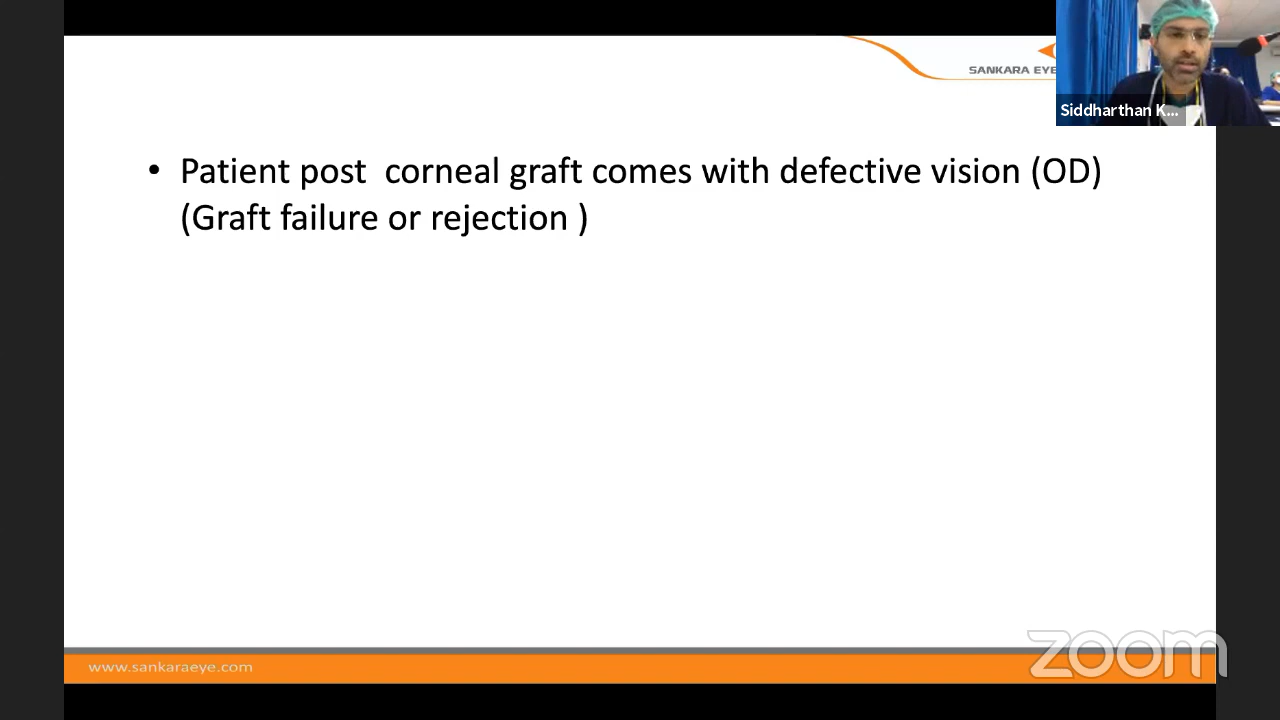 SANKARA EYE
Siddharthan K...
• Patient post corneal graft comes with defective vision (OD)
(Graft failure or rejection )
www.sankaraeye.com
zoom